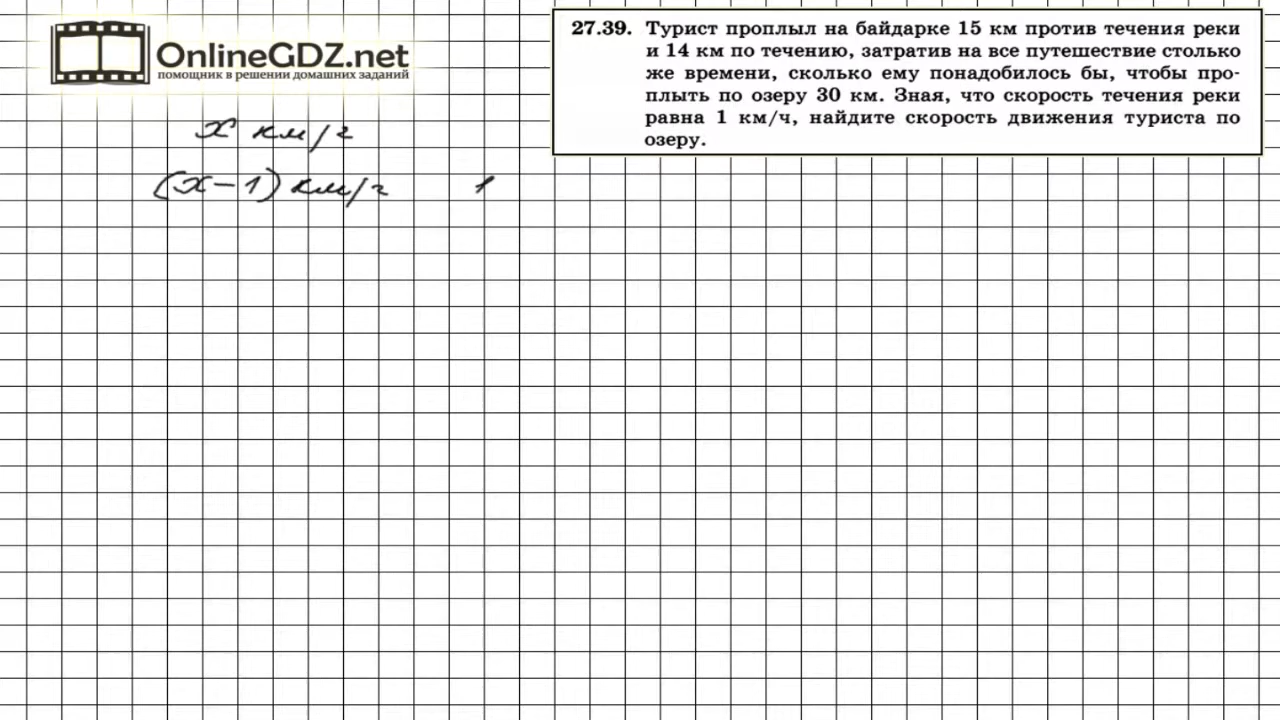 OnlineGDZ.net
помощник в решении домашних заданий
27.39. Турист проплыл на байдарке 15 км против течения реки
и 14 км по течению, затратив на все путешествие столько
же времени, сколько ему понадобилось бы, чтобы про-
плыть по озеру 30 км. Зная, что скорость течения реки
равна 1 км/ч, найдите скорость движения туриста по
озеру.
x км/ч
(x-1) км/ч 1